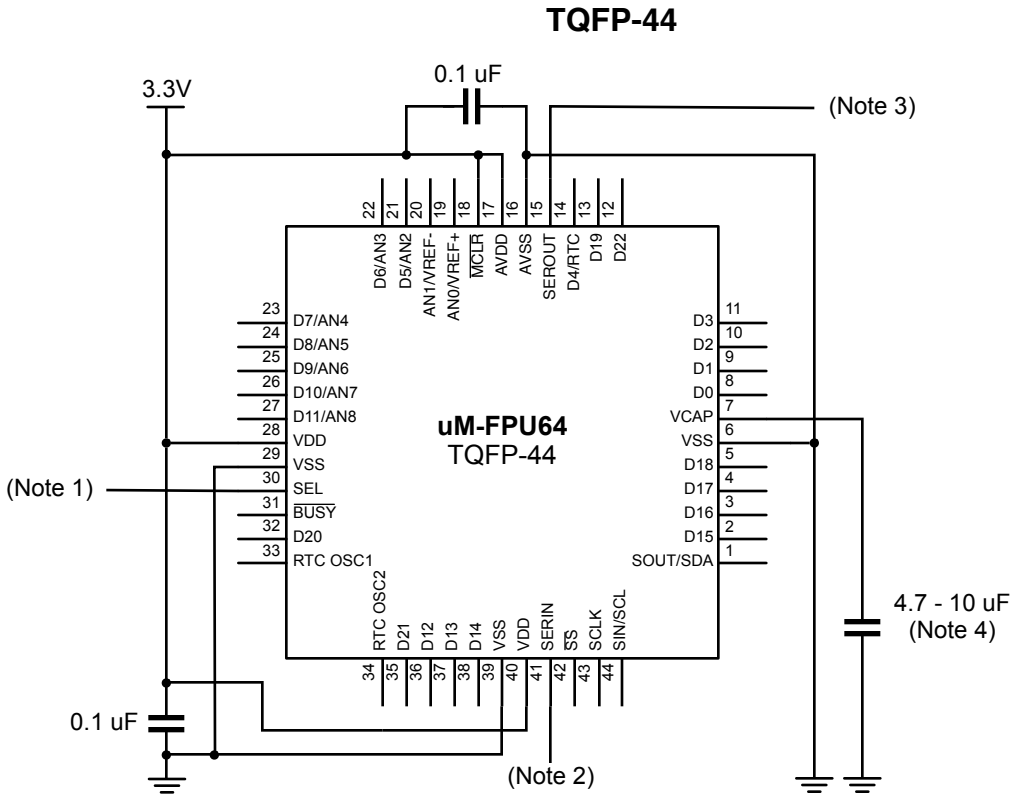 TQFP-44
0.1 uF
3.3V
(Note 3)
22
21
20
19
18
17
16
15
14
13
12
D6/AN3
D5/AN2
AN1/VREF-
AN0/VREF+
MCLR
AVDD
AVSS
SEROUT
D4/RTC
D19
D22
23 D7/AN4
24 D8/AN5
25 D9/AN6
26 D10/AN7
27 D11/AN8
28 VDD
29 VSS
(Note 1) 30 SEL
31 BUSY
32 D20
33 RTC OSC1
uM-FPU64
TQFP-44
D3 11
D2 10
D1 9
D0 8
VCAP 7
VSS 6
D18 5
D17 4
D16 3
D15 2
SOUT/SDA 1
4.7 - 10 uF
(Note 4)
RTC OSC2
D21
D12
D13
D14
VSS
VDD
SERIN
SS
SCLK
SIN/SCL
34
35
36
37
38
39
40
41
42
43
44
0.1 uF
(Note 2)